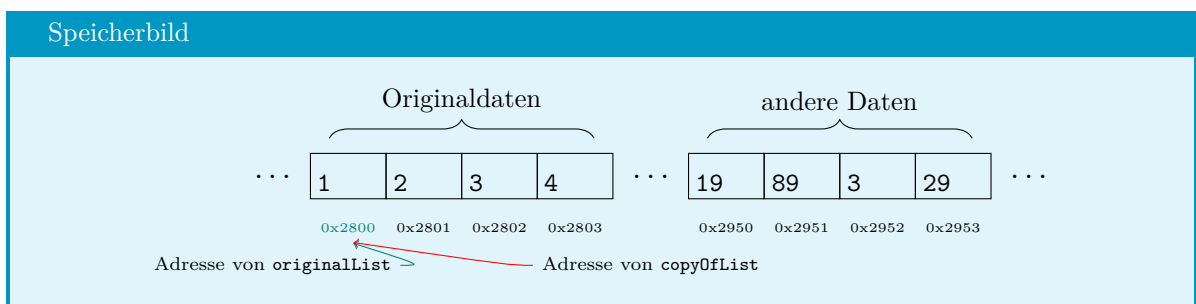 Speicherbild
Originaldaten andere Daten
... 1 2 3 4 ... 19 89 3 29 ...
0x2800 0x2801 0x2802 0x2803 0x2950 0x2951 0x2952 0x2953
Adresse von originalList Adresse von copyOfList